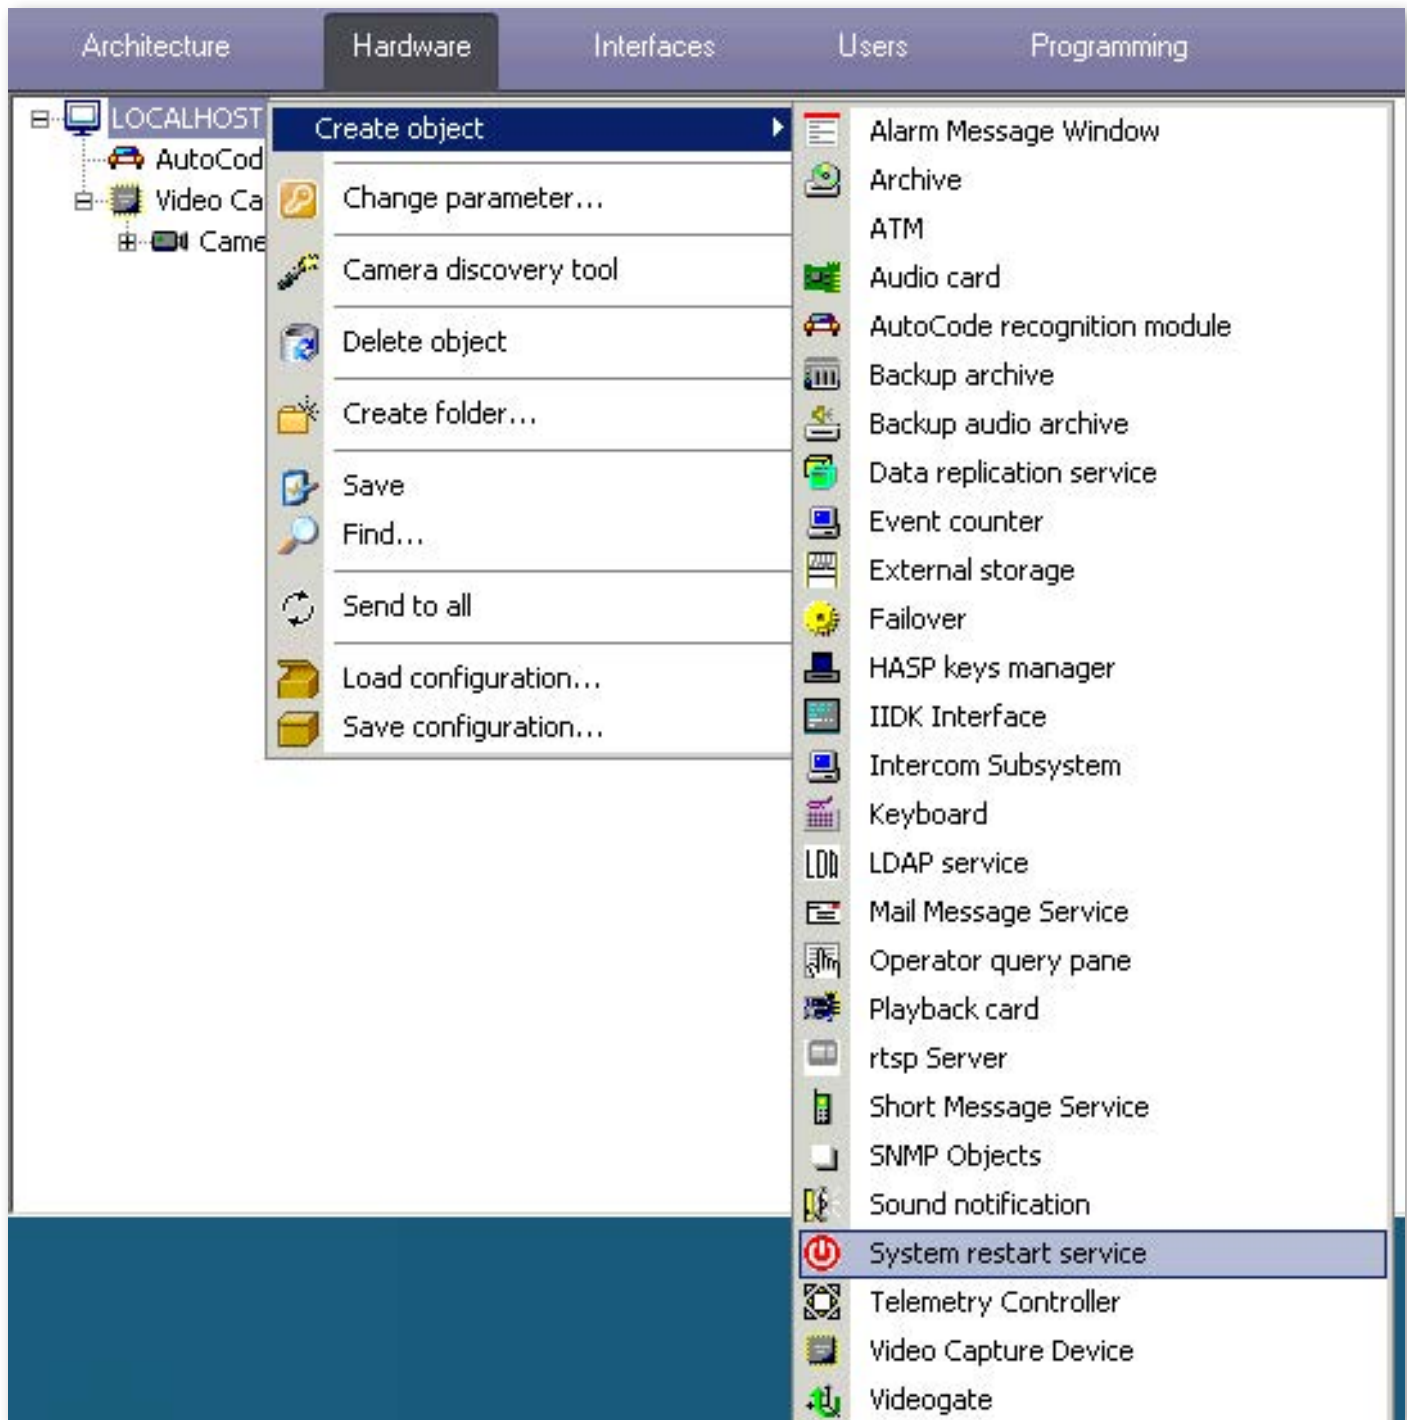 Architecture Hardware Interfaces Users Programming
LOCALHOST
AutoCod
Video Ca
Came
Create object
Change parameter...
Camera discovery tool
Delete object
Create folder...
Save
Find...
Send to all
Load configuration...
Save configuration...
Alarm Message Window
Archive
ATM
Audio card
AutoCode recognition module
Backup archive
Backup audio archive
Data replication service
Event counter
External storage
Failover
HASP keys manager
IIDK Interface
Intercom Subsystem
Keyboard
LDAP service
Mail Message Service
Operator query pane
Playback card
rtsp Server
Short Message Service
SNMP Objects
Sound notification
System restart service
Telemetry Controller
Video Capture Device
Videogate